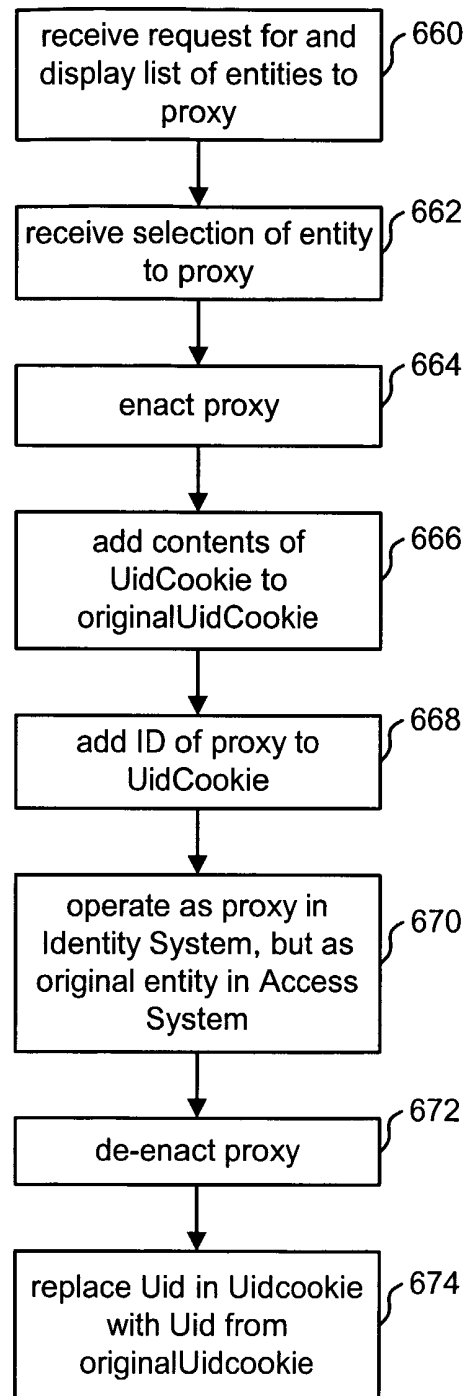 receive request for and
display list of entities to
proxy
660
receive selection of entity
to proxy
662
enact proxy
664
add contents of
UidCookie to
originalUidCookie
666
add ID of proxy to
UidCookie
668
operate as proxy in
Identity System, but as
original entity in Access
System
670
de-enact proxy
672
replace Uid in Uidcookie
with Uid from
originalUidcookie
674